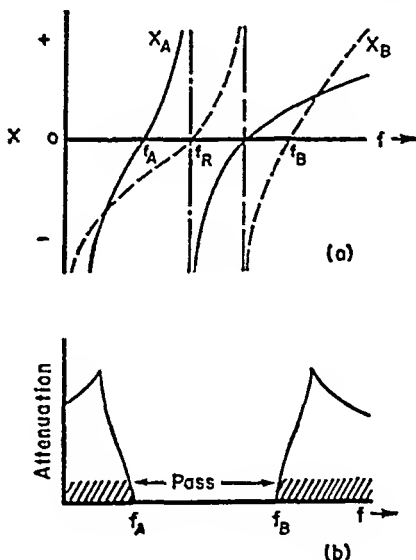 +
X_A
X_B
X
0
f_A
f_R
f_B
f→
-
(a)
Attenuation
Pass
f_A
f_B
f→
(b)